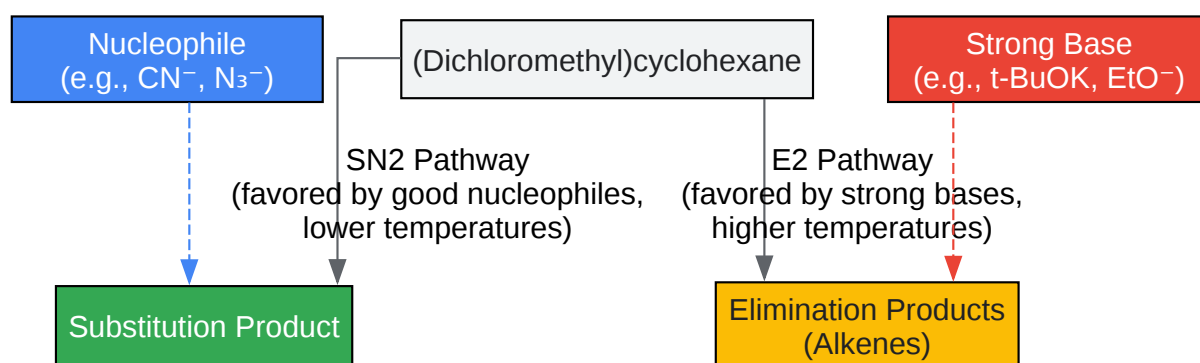 Nucleophile
(e.g., CN⁻, N₃⁻)
(Dichloromethyl)cyclohexane
Strong Base
(e.g., t-BuOK, EtO⁻)
SN2 Pathway
(favored by good nucleophiles,
lower temperatures)
E2 Pathway
(favored by strong bases,
higher temperatures)
Substitution Product
Elimination Products
(Alkenes)